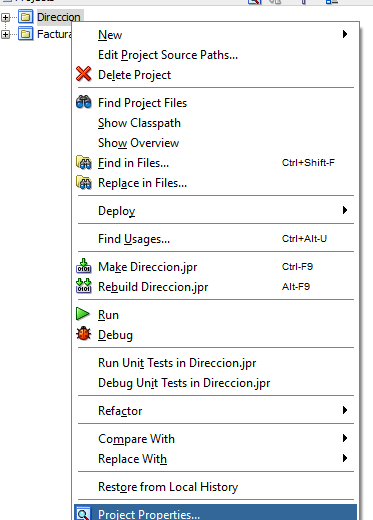 Direccion
Factura
New
Edit Project Source Paths...
Delete Project
Find Project Files
Show Classpath
Show Overview
Find in Files... Ctrl+Shift-F
Replace in Files...
Deploy
Find Usages... Ctrl+Alt-U
Make Direccion.jpr Ctrl-F9
Rebuild Direccion.jpr Alt-F9
Run
Debug
Run Unit Tests in Direccion.jpr
Debug Unit Tests in Direccion.jpr
Refactor
Compare With
Replace With
Restore from Local History
Project Properties...